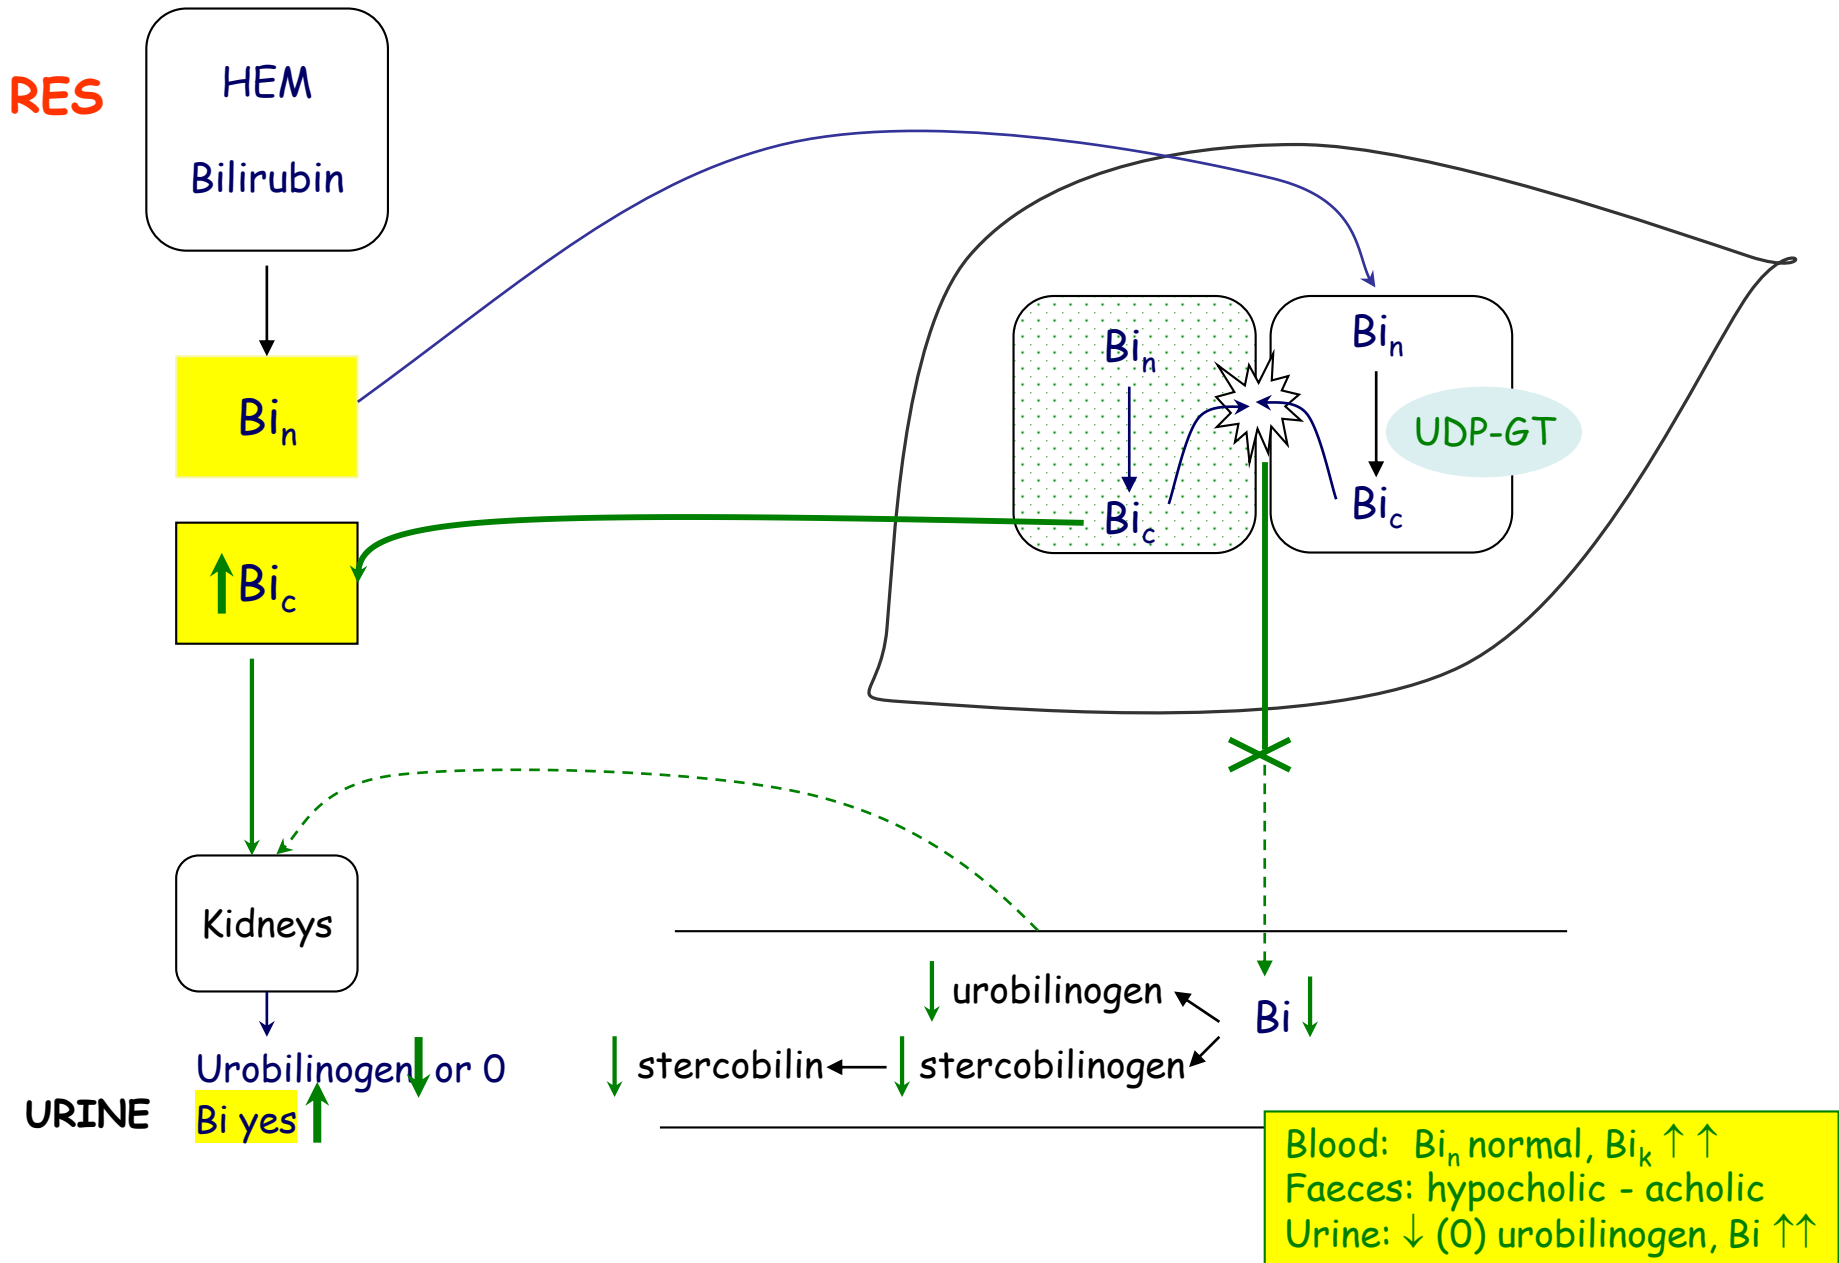 HEM
RES
Bilirubin
Bin
Bic
Bin
Bin
UDP-GT
Bic
Bic
Kidneys
urobilinogen
Bi
stercobilin
stercobilinogen
Urobilinogen or 0
URINE
Bi yes
Blood: Bin normal, Bik ↑ ↑
Faeces: hypocholic - acholic
Urine: ↓ (0) urobilinogen, Bi ↑↑